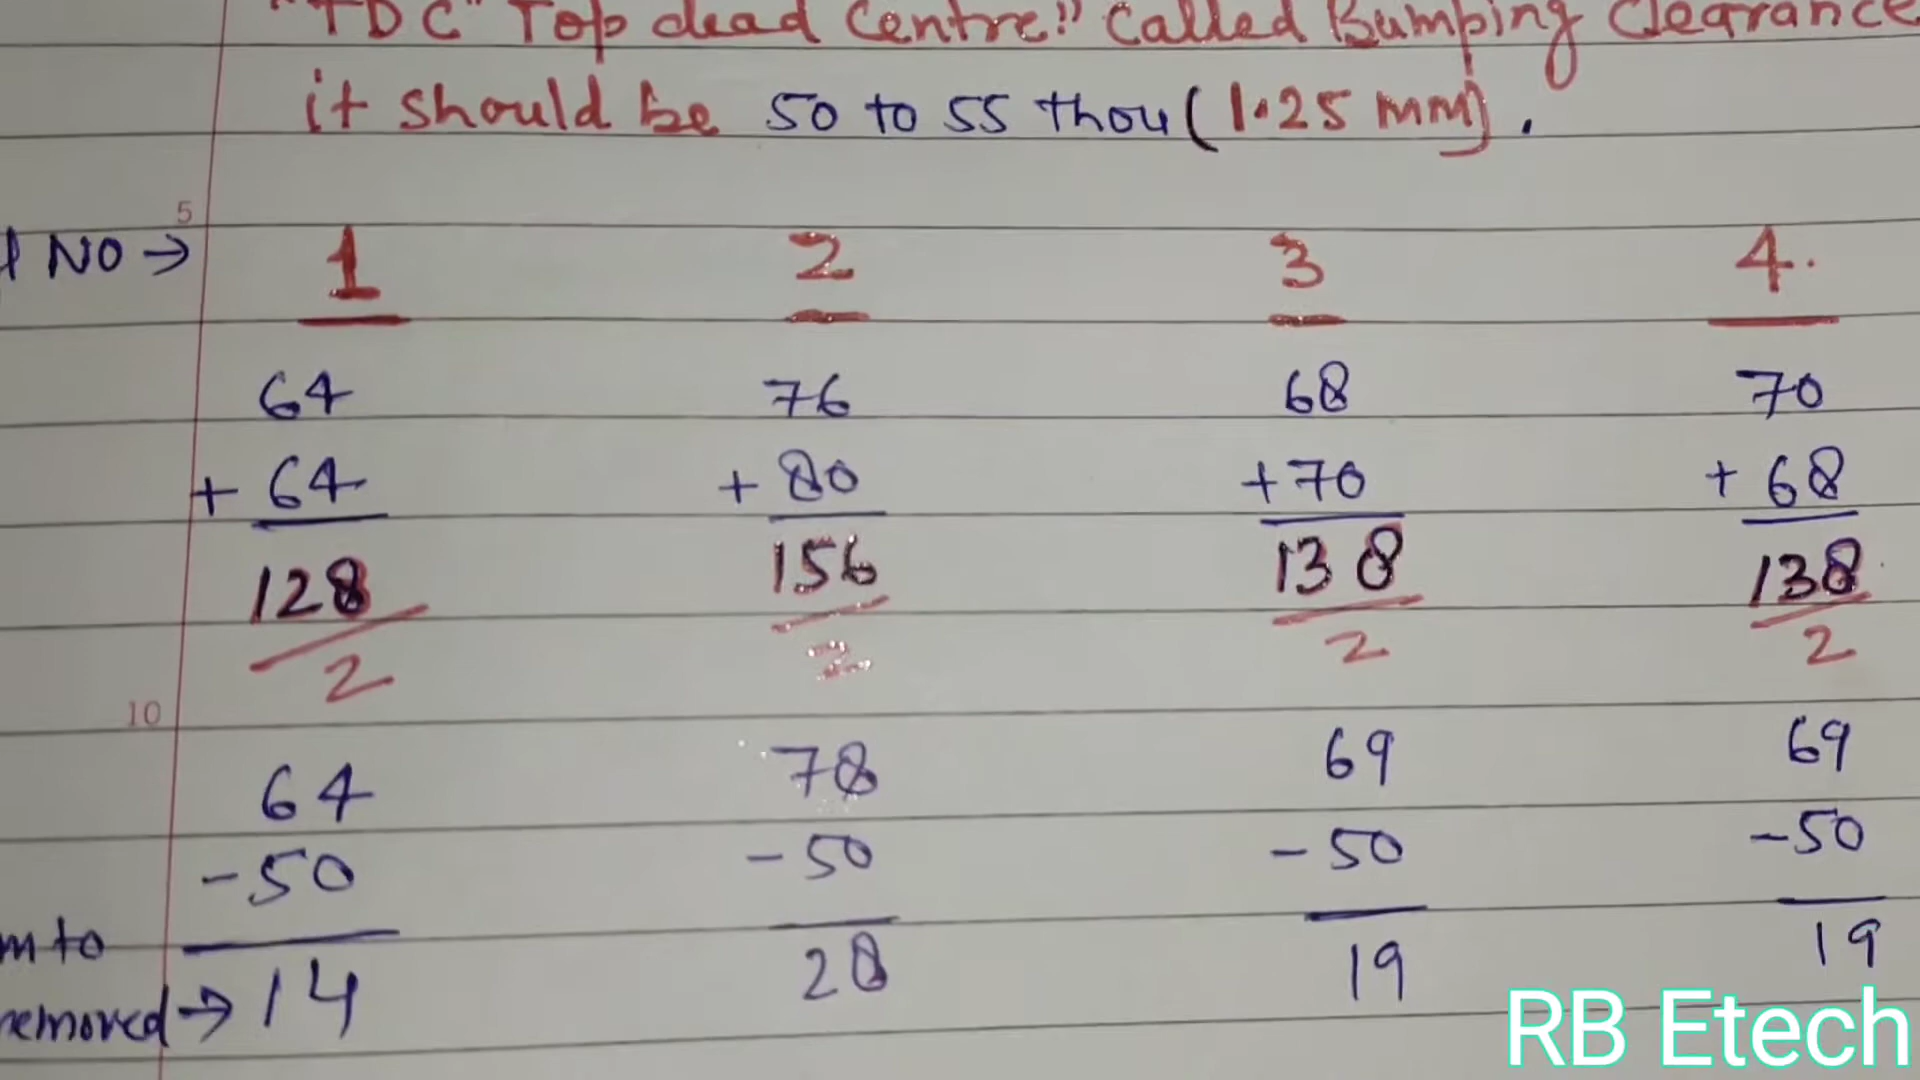 "TDC" Top dead Centre." Called Bumping Clearance
it should be 50 to 55 thou (1.25 mm).
5
NO → 1 2 3 4.
64 76 68 70
+ 64 + 80 + 70 + 68
128 156 138 138
2 2 2 2
10
64 78 69 69
- 50 - 50 - 50 - 50
m to
removed → 14 28 19 19
RB Etech